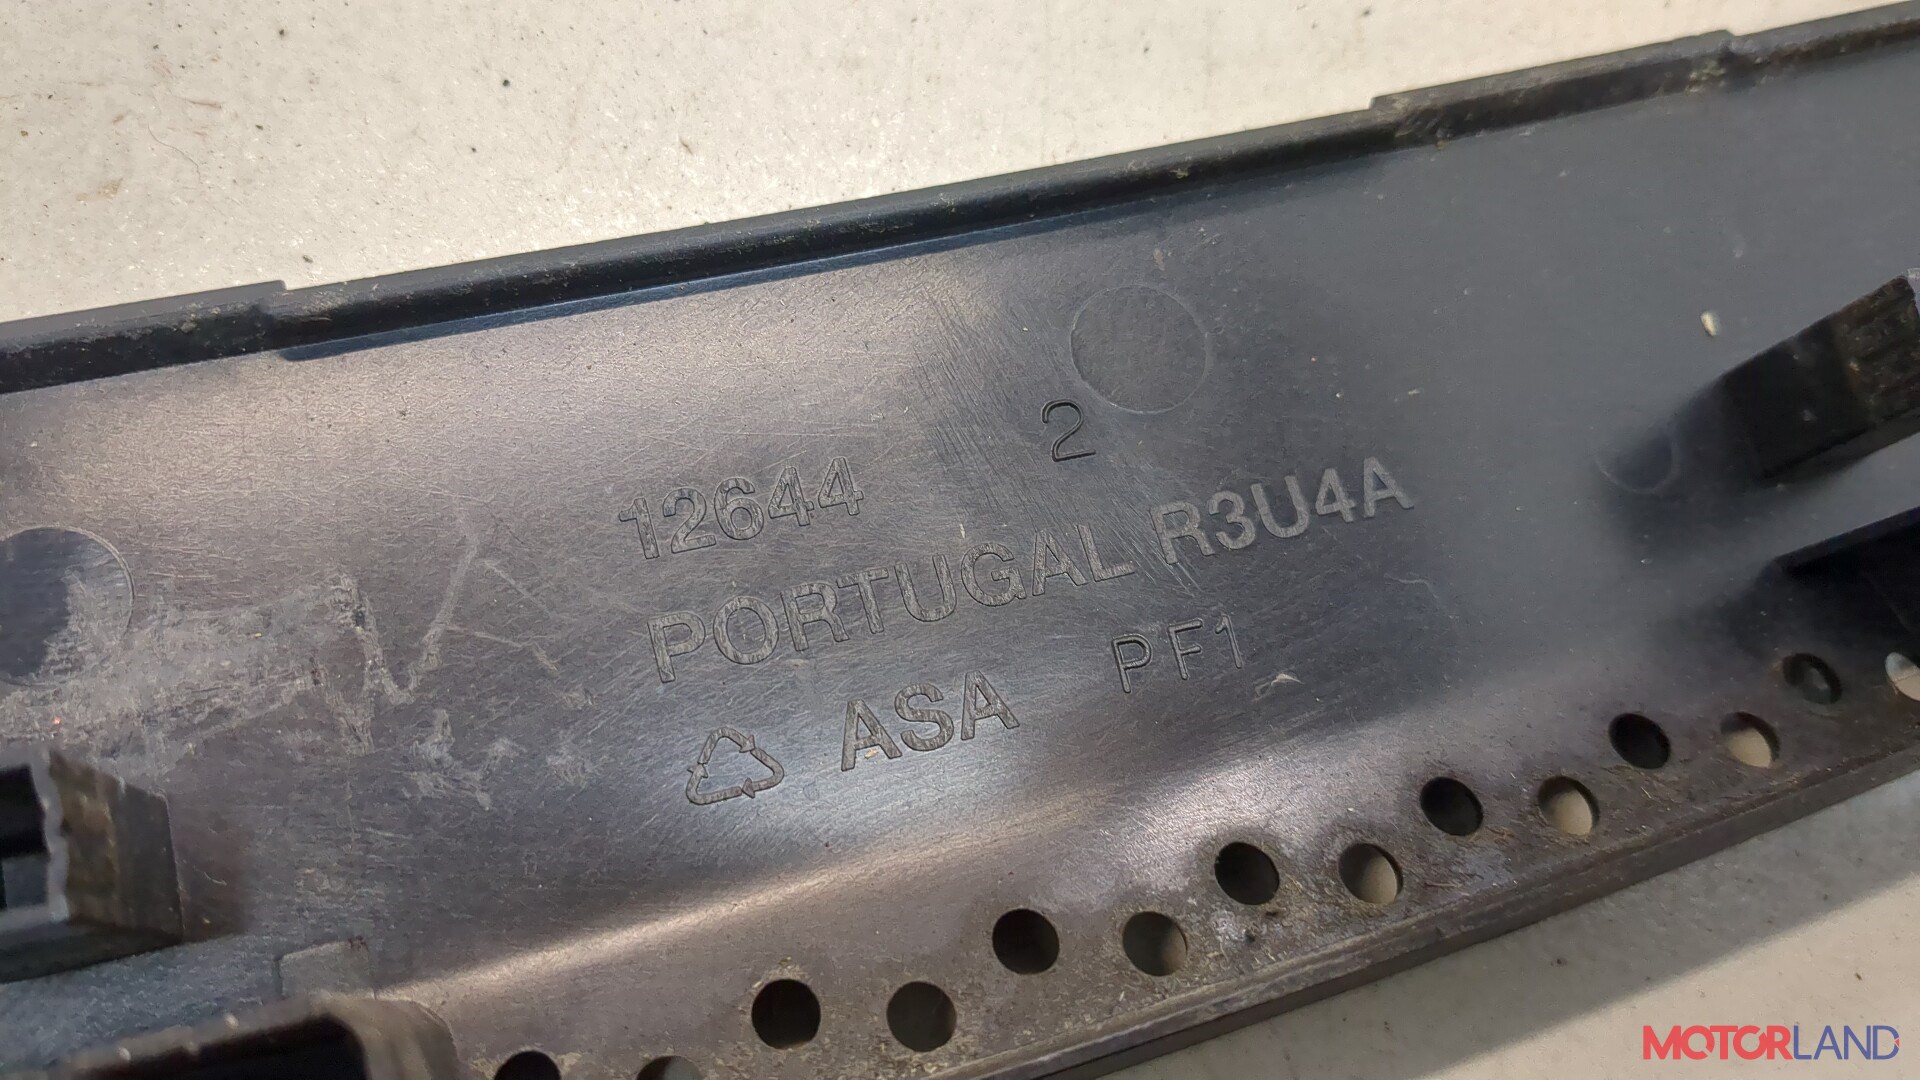 2
12644
PORTUGAL R3U4A
ASA PF1
MOTORLAND